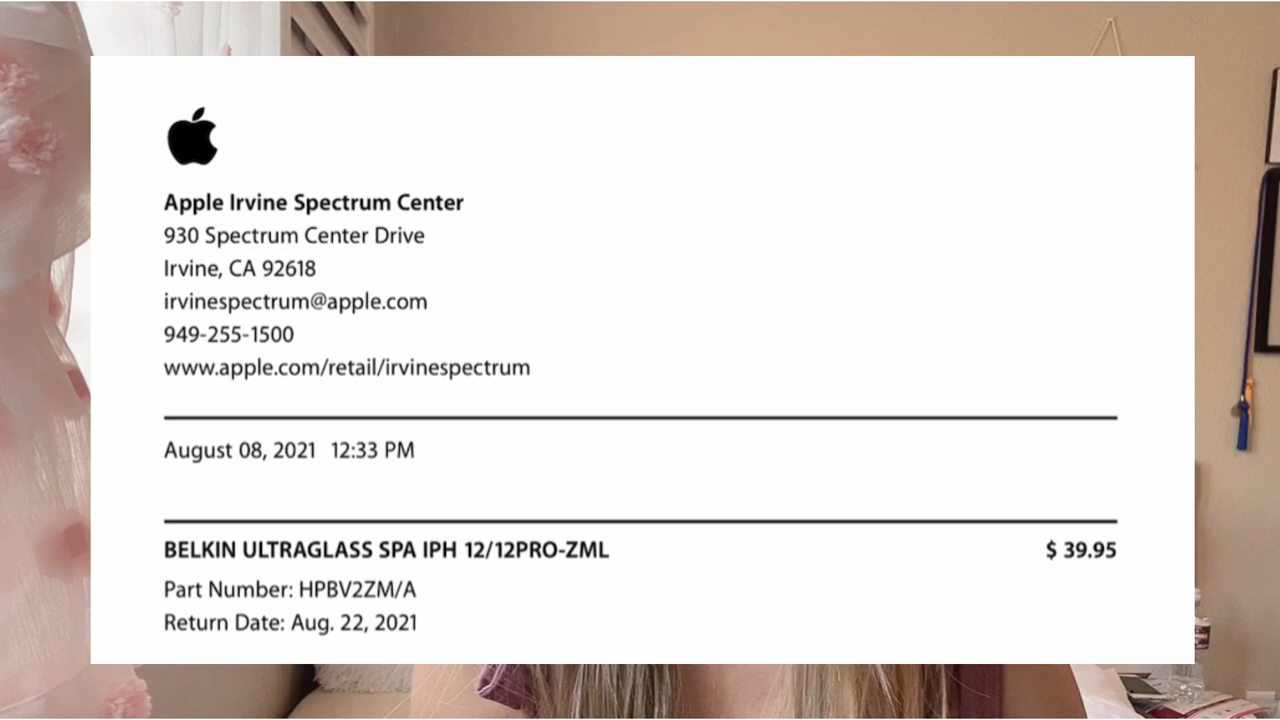 Apple Irvine Spectrum Center
930 Spectrum Center Drive
Irvine, CA 92618
irvinespectrum@apple.com
949-255-1500
www.apple.com/retail/irvinespectrum
August 08, 2021 12:33 PM
BELKIN ULTRAGLASS SPA IPH 12/12PRO-ZML $ 39.95
Part Number: HPBV2ZM/A
Return Date: Aug. 22, 2021